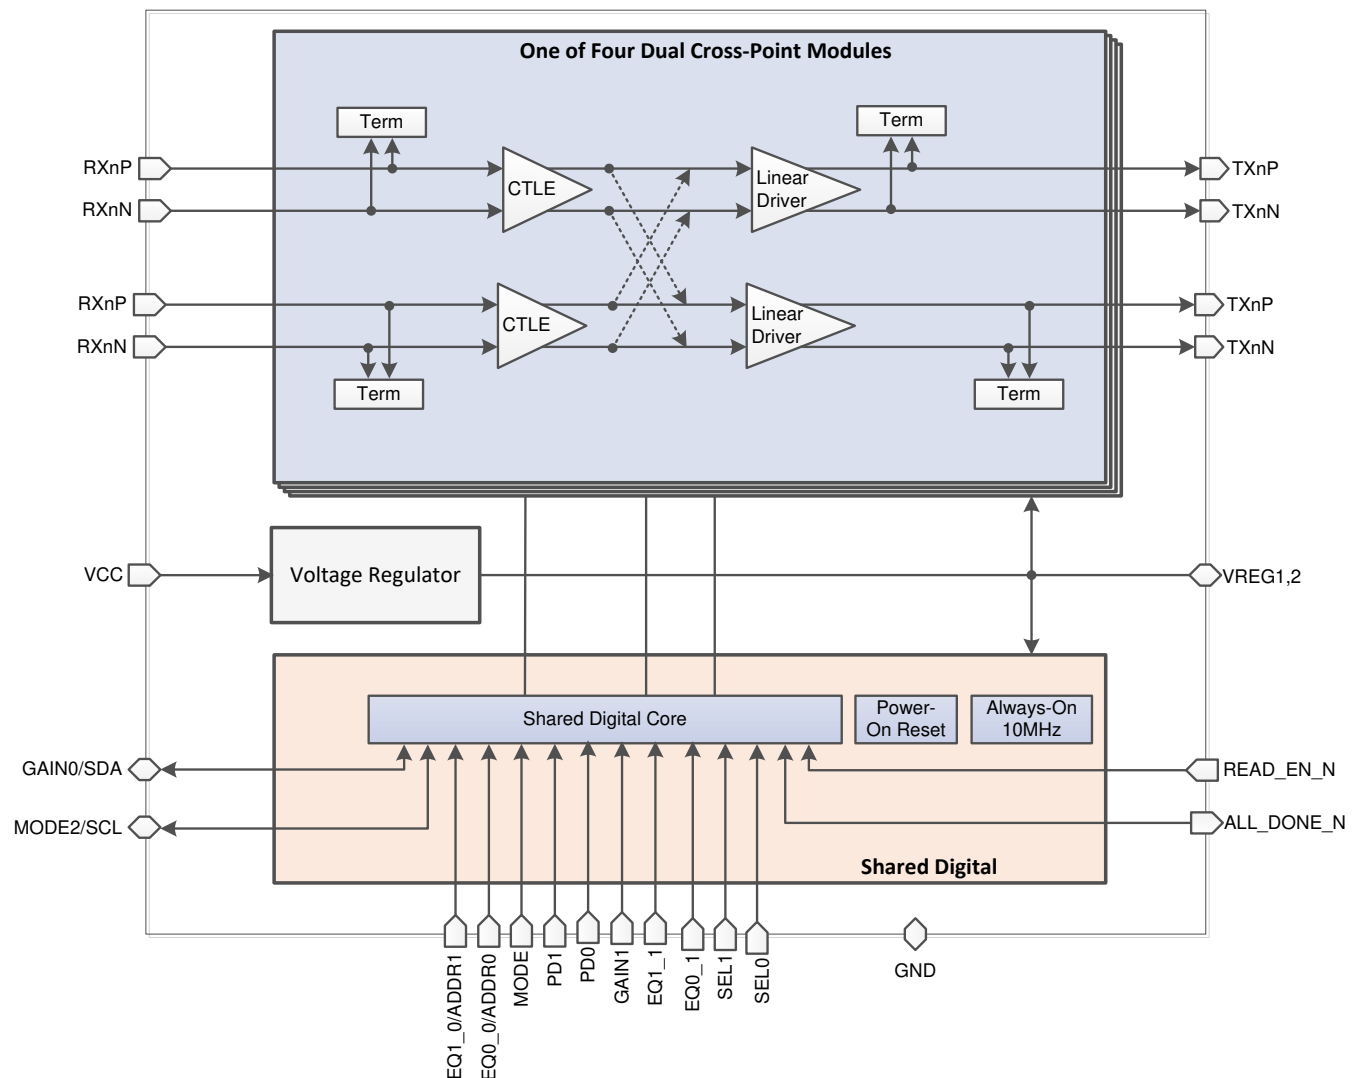 One of Four Dual Cross-Point Modules
Term
Term
RXnP
CTLE
Linear
Driver
TXnP
RXnN
TXnN
RXnP
CTLE
Linear
Driver
TXnP
RXnN
TXnN
Term
Term
VCC
Voltage Regulator
VREG1,2
Shared Digital Core
Power-
On Reset
Always-On
10MHz
GAIN0/SDA
READ_EN_N
MODE2/SCL
ALL_DONE_N
Shared Digital
EQ1_0/ADDR1
EQ0_0/ADDR0
MODE
PD1
PD0
GAIN1
EQ1_1
EQ0_1
SEL1
SEL0
GND